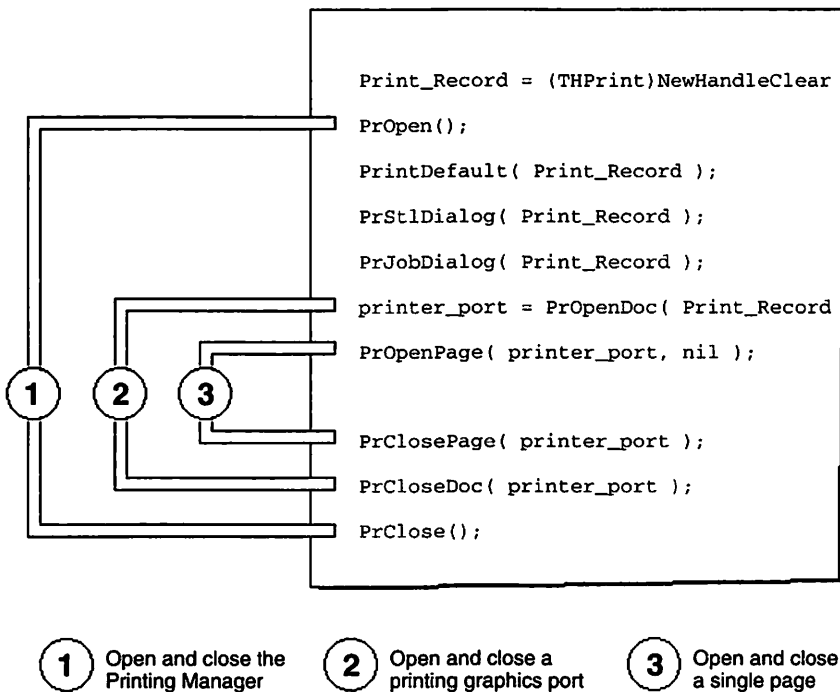 Print_Record = (THPrint)NewHandleClear
PrOpen();
PrintDefault( Print_Record );
PrStlDialog( Print_Record );
PrJobDialog( Print_Record );
printer_port = PrOpenDoc( Print_Record
PrOpenPage( printer_port, nil );
1 2 3
PrClosePage( printer_port );
PrCloseDoc( printer_port );
PrClose();
1 Open and close the
Printing Manager
2 Open and close a
printing graphics port
3 Open and close
a single page